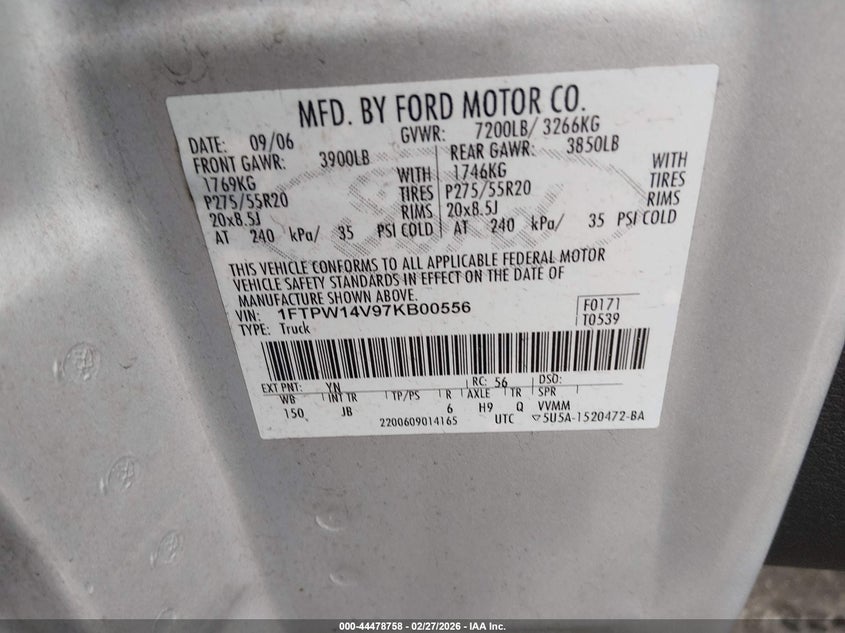 MFD. BY FORD MOTOR CO.
DATE: 09/06 GVWR: 7200LB/ 3266KG
FRONT GAWR: 3900LB REAR GAWR: 3850LB
1769KG WITH 1746KG WITH
P275/55R20 TIRES P275/55R20 TIRES
20x8.5J RIMS 20x8.5J RIMS
AT 240 kPa/ 35 PSI COLD AT 240 kPa/ 35 PSI COLD
THIS VEHICLE CONFORMS TO ALL APPLICABLE FEDERAL MOTOR
VEHICLE SAFETY STANDARDS IN EFFECT ON THE DATE OF
MANUFACTURE SHOWN ABOVE.
VIN: 1FTPW14V97KB00556 F0171
TYPE: Truck T0539
EXT PNT: YN RC: 56 DSO:
WB INT TR TP/PS R AXLE TR SPR
150 JB 6 H9 Q VVMM
2200609014165 UTC ▽5U5A-1520472-BA
000-44478758 - 02/27/2026 - IAA Inc.